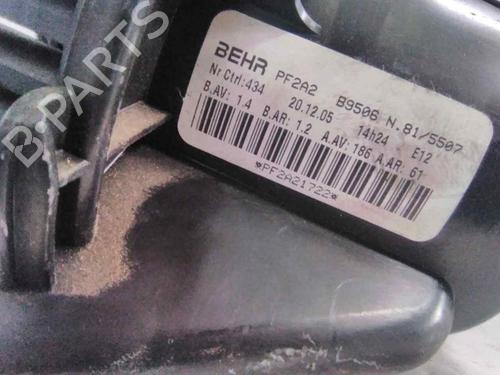 B-PARTS
BEHR PF2A2 B9506 N.81/5507
Nr Ctrl:434 20.12.05 14h24 E12
B.AV: 1.4 B.AR: 1.2 A.AV:186 A.AR: 61
*PF2A21722*